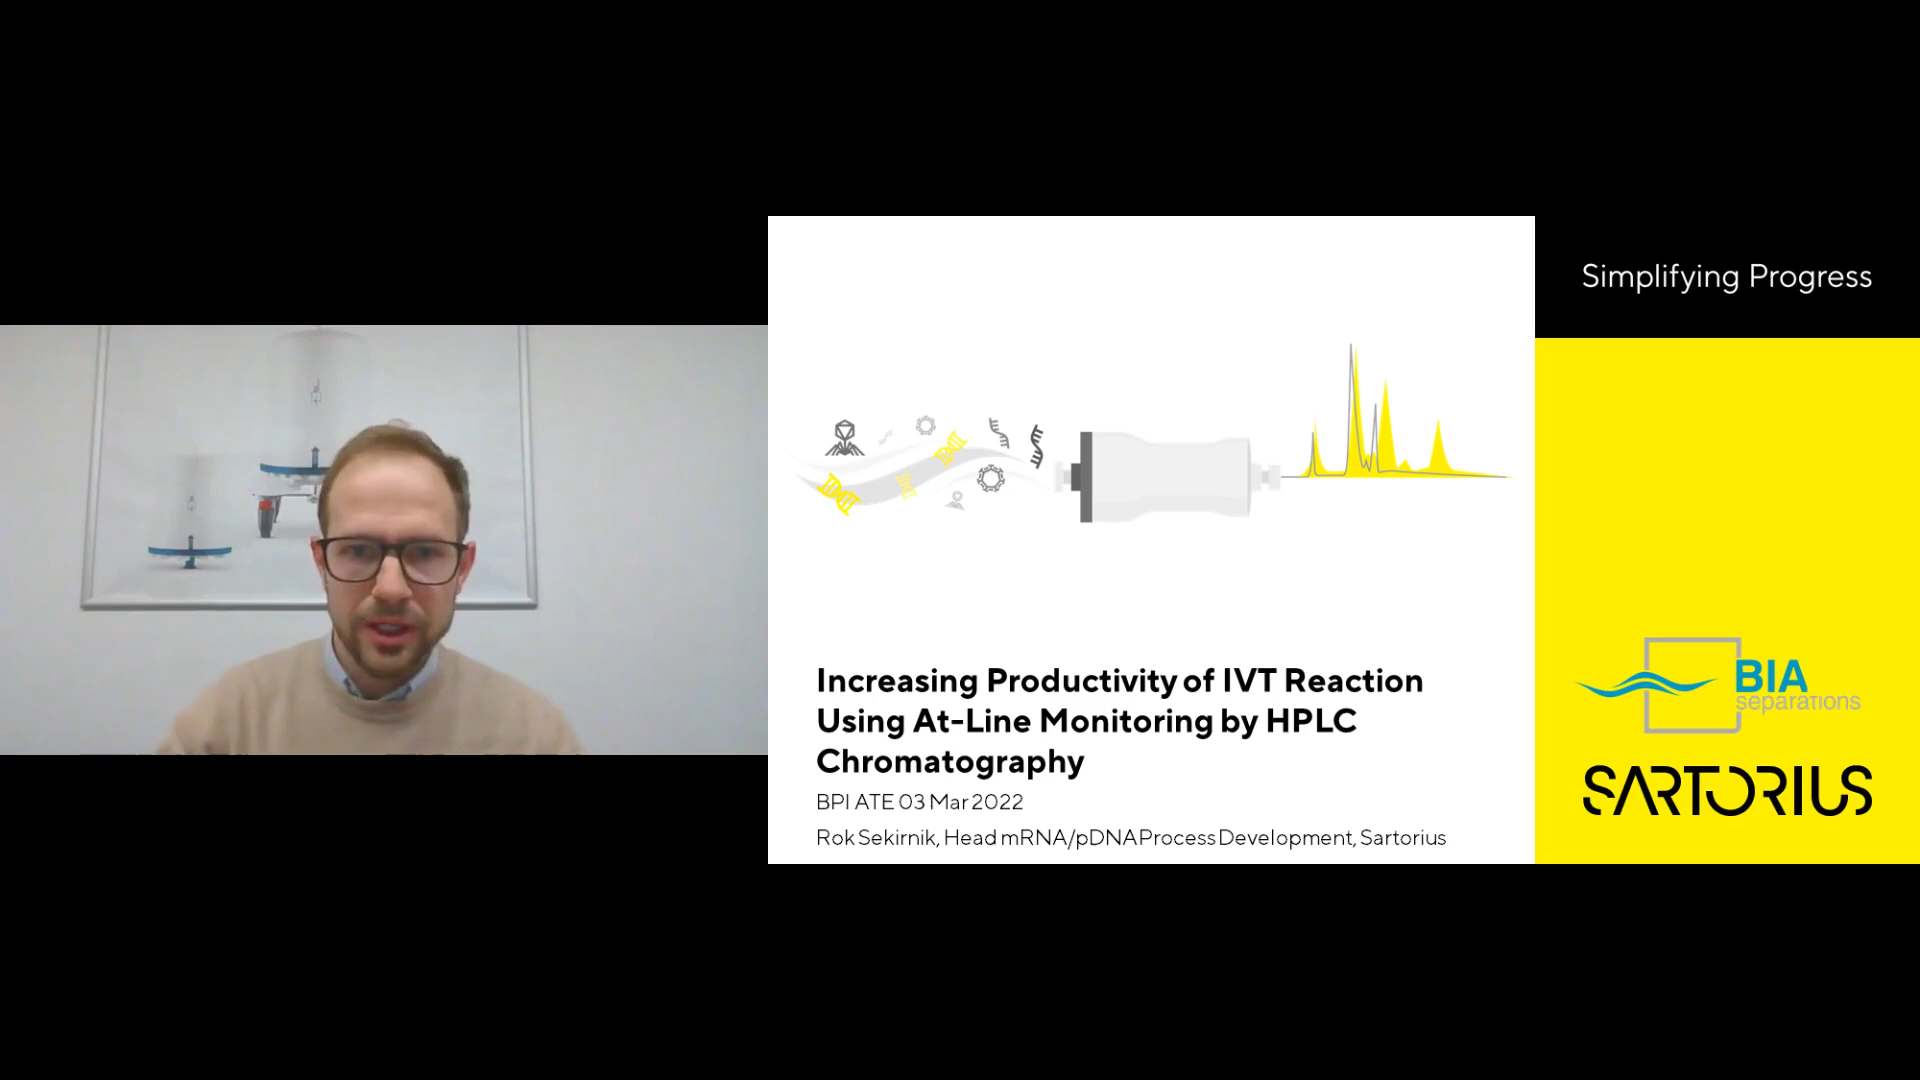 Simplifying Progress
Increasing Productivity of IVT Reaction
Using At-Line Monitoring by HPLC
Chromatography
BPI ATE 03 Mar 2022
Rok Sekirnik, Head mRNA/pDNA Process Development, Sartorius
BIA
separations
SARTORIUS